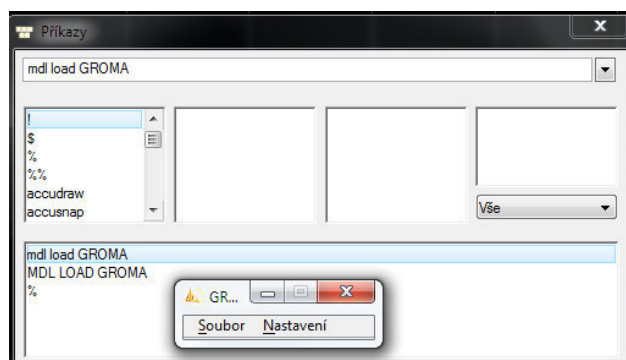 Příkazy
mdl load GROMA
!
$
%
%%
accudraw
accusnap
Vše
mdl load GROMA
MDL LOAD GROMA
%
GR...
Soubor Nastavení